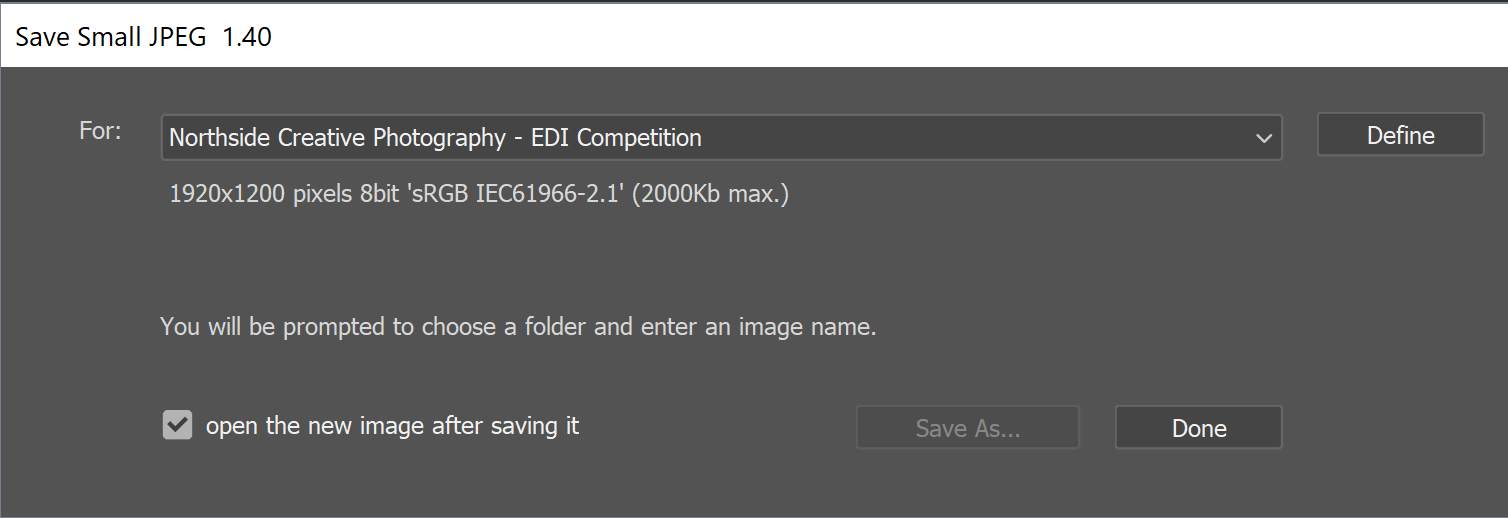 Save Small JPEG  1.40
For: Northside Creative Photography - EDI Competition Define
1920x1200 pixels 8bit 'sRGB IEC61966-2.1' (2000Kb max.)
You will be prompted to choose a folder and enter an image name.
open the new image after saving it Save As... Done